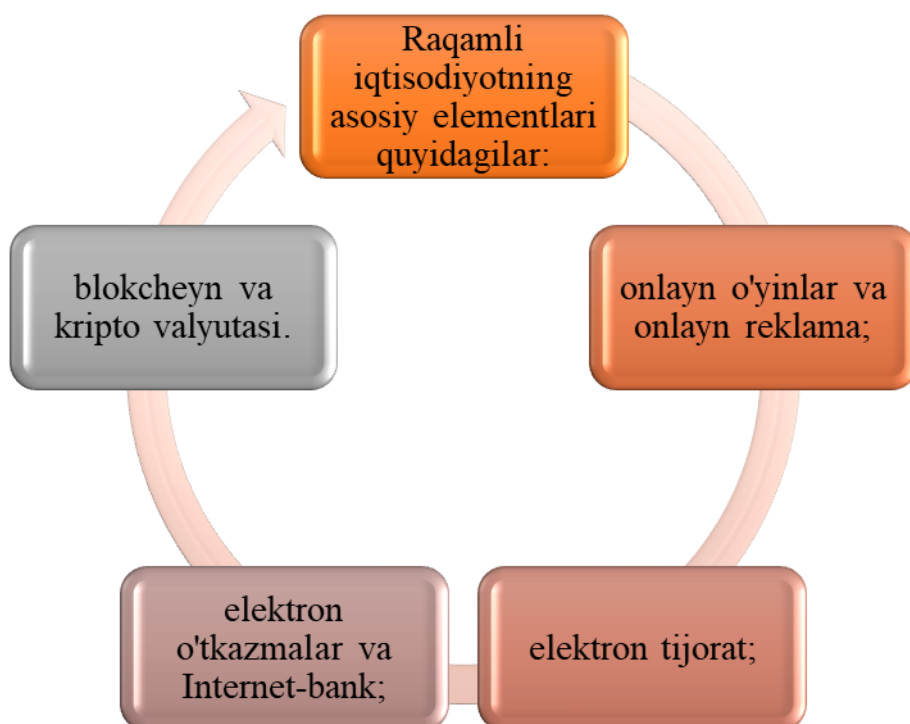 Raqamli
iqtisodiyotning
asosiy elementlari
quyidagilar:
onlayn o'yinlar va
onlayn reklama;
elektron tijorat;
elektron
o'tkazmalar va
Internet-bank;
blokcheyn va
kripto valyutasi.